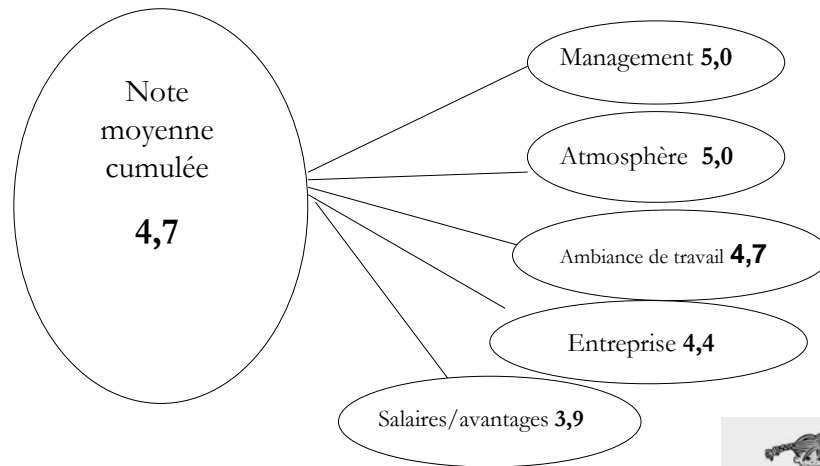 Note
moyenne
cumulée
4,7
Management 5,0
Atmosphère 5,0
Ambiance de travail 4,7
Entreprise 4,4
Salaires/avantages 3,9